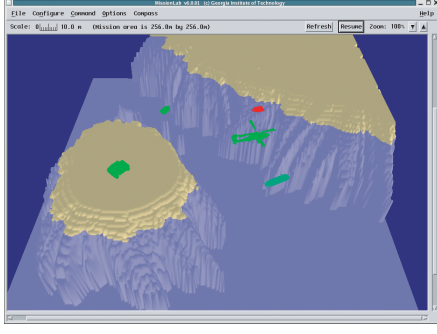 MissionLab v6.0.01 (c) Georgia Institute of Technology
File Configure Command Options Compass Help
Scale: 0 10.0 m (Mission area is 256.0m by 256.0m) Refresh Resume Zoom: 100%